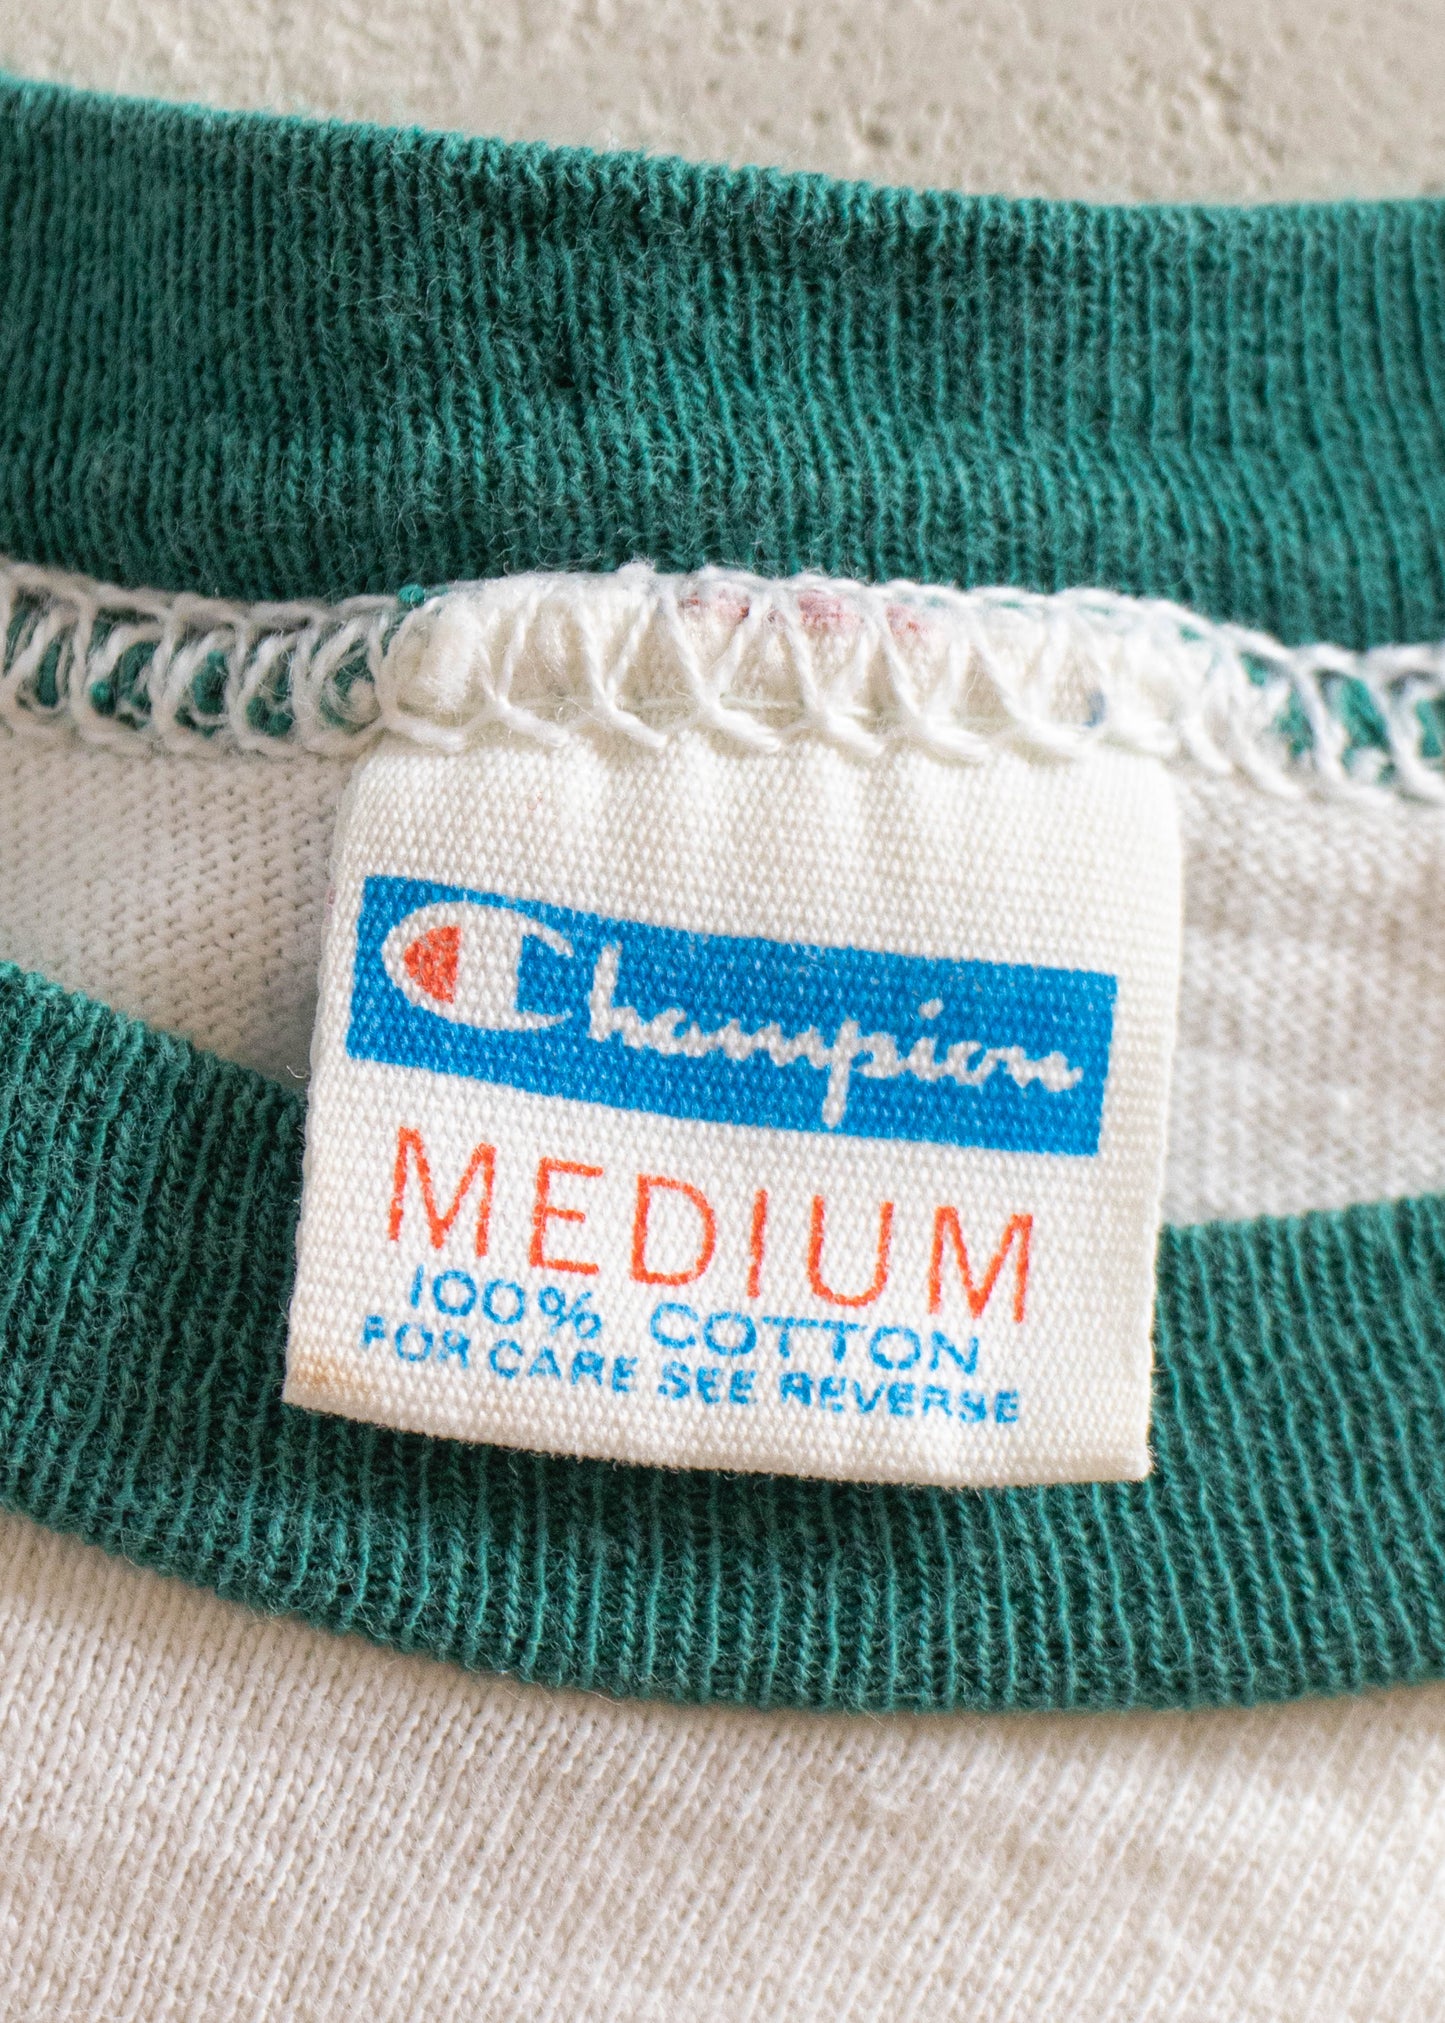 Champion
MEDIUM
100% COTTON
FOR CARE SEE REVERSE